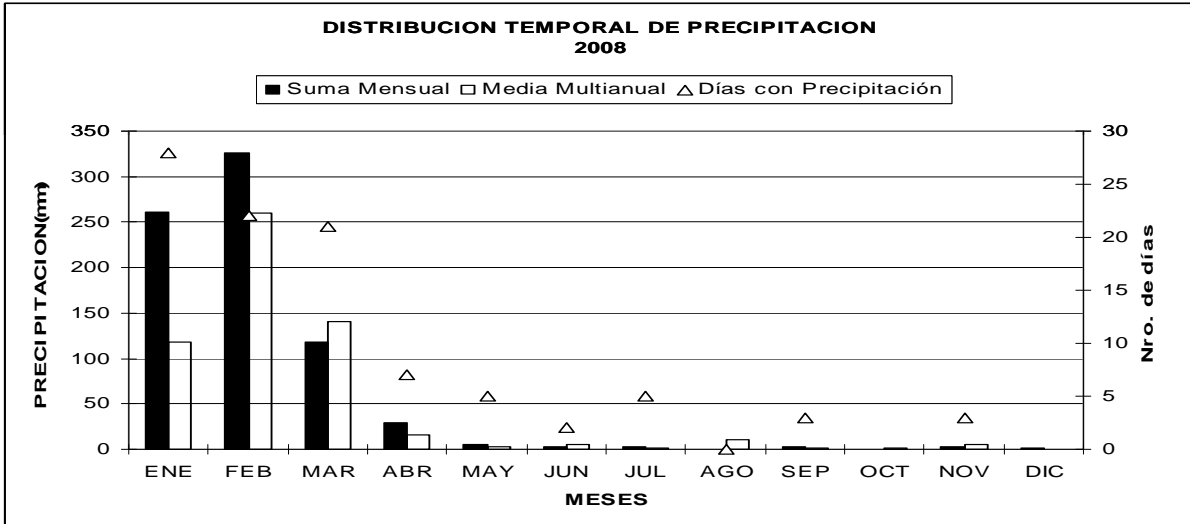 DISTRIBUCION TEMPORAL DE PRECIPITACION
2008
Suma Mensual Media Multianual Días con Precipitación
PRECIPITACION(mm)
350
300
250
200
150
100
50
0
30
25
20
15
10
5
0
Nro. de días
ENE FEB MAR ABR MAY JUN JUL AGO SEP OCT NOV DIC
MESES